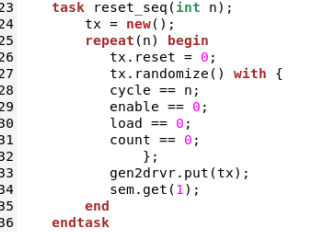 23 task reset_seq(int n);
24 tx = new();
25 repeat(n) begin
26 tx.reset = 0;
27 tx.randomize() with {
28 cycle == n;
29 enable == 0;
30 load == 0;
31 count == 0;
32 };
33 gen2drvr.put(tx);
34 sem.get(1);
35 end
36 endtask